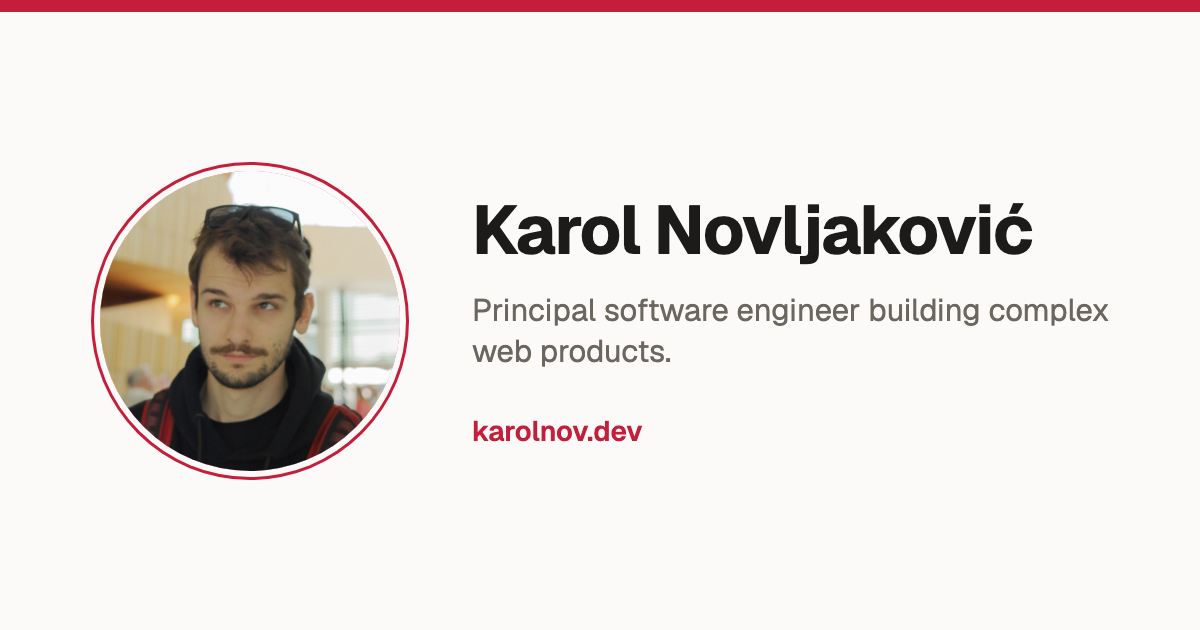 Karol Novljaković
Principal software engineer building complex
web products.
karolnov.dev